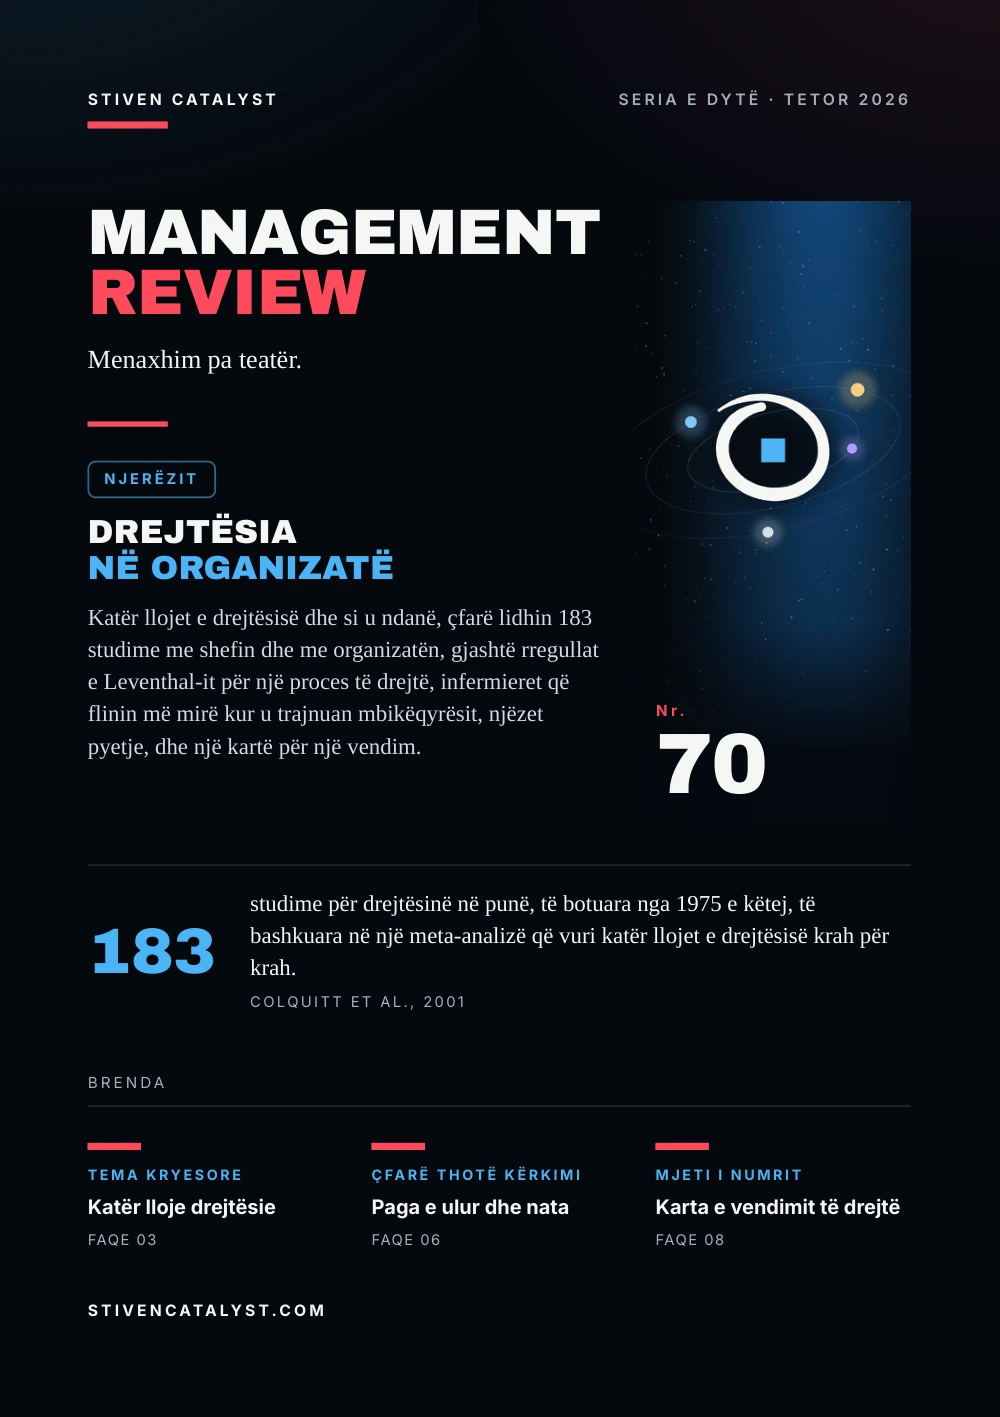 STIVEN CATALYST
SERIA E DYTË · TETOR 2026
MANAGEMENT
REVIEW
Menaxhim pa teatër.
NJERËZIT
DREJTËSIA
NË ORGANIZATË
Katër llojet e drejtësisë dhe si u ndanë, çfarë lidhin 183
studime me shefin dhe me organizatën, gjashtë rregullat
e Leventhal-it për një proces të drejtë, infermieret që
flinin më mirë kur u trajnuan mbikëqyrësit, njëzet
pyetje, dhe një kartë për një vendim.
Nr.
70
183
studime për drejtësinë në punë, të botuara nga 1975 e këtej, të
bashkuara në një meta-analizë që vuri katër llojet e drejtësisë krah për
krah.
COLQUITT ET AL., 2001
BRENDA
TEMA KRYESORE
Katër lloje drejtësie
FAQE 03
ÇFARË THOTË KËRKIMI
Paga e ulur dhe nata
FAQE 06
MJETI I NUMRIT
Karta e vendimit të drejtë
FAQE 08
STIVENCATALYST.COM